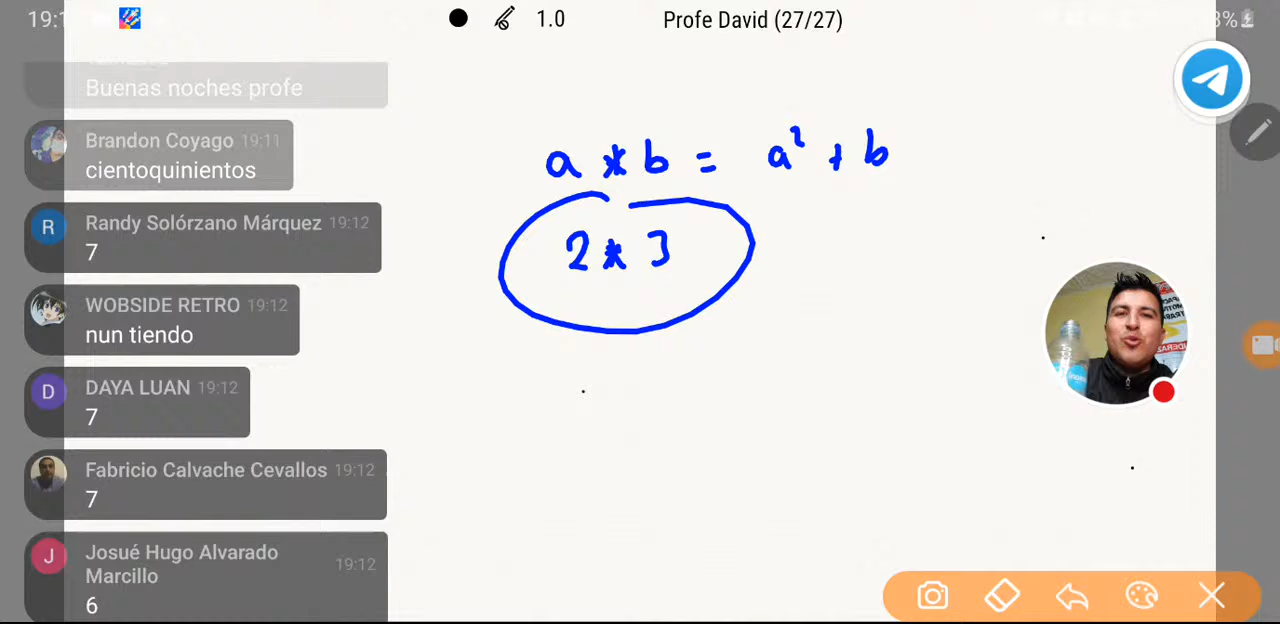 1.0
Profe David (27/27)
Buenas noches profe
Brandon Coyago 19:11
cientoquinientos
Randy Solórzano Márquez 19:12
7
WOBSIDE RETRO 19:12
nun tiendo
DAYA LUAN 19:12
7
Fabricio Calvache Cevallos 19:12
7
Josué Hugo Alvarado
Marcillo 19:12
6
a * b = a² + b
2 * 3